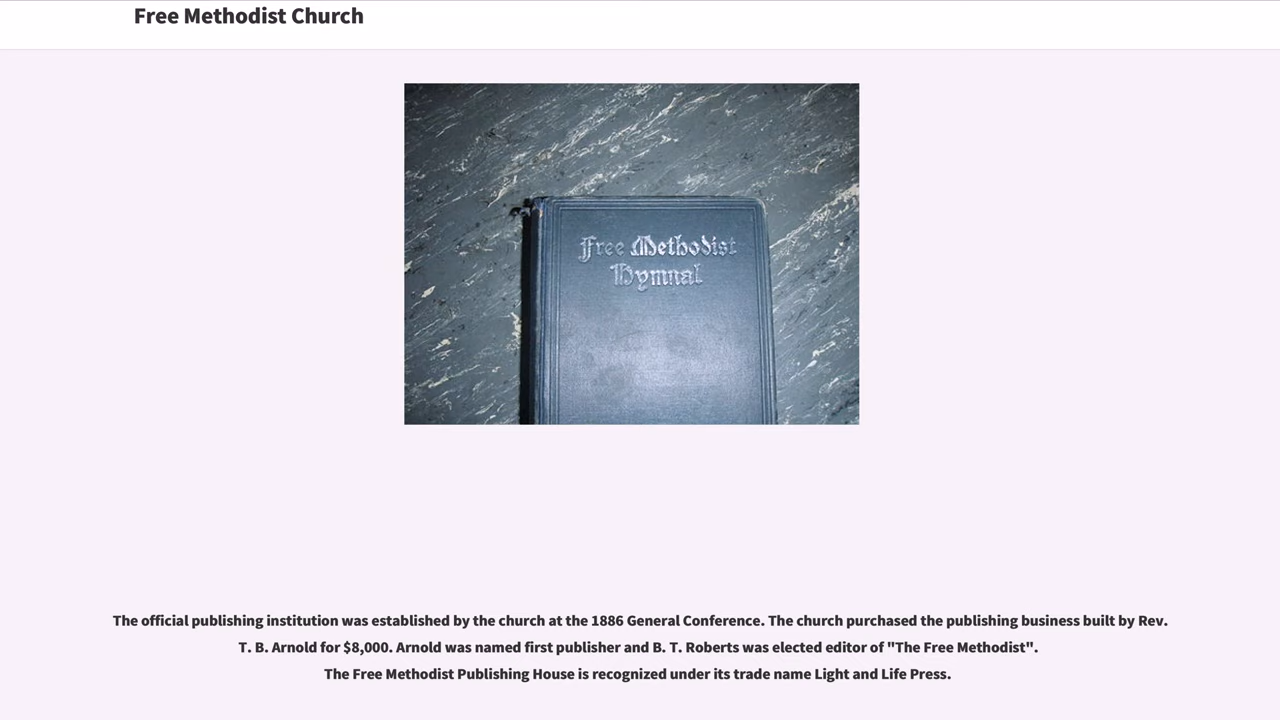 Free Methodist Church
Free Methodist
Hymnal
The official publishing institution was established by the church at the 1886 General Conference. The church purchased the publishing business built by Rev.
T. B. Arnold for $8,000. Arnold was named first publisher and B. T. Roberts was elected editor of "The Free Methodist".
The Free Methodist Publishing House is recognized under its trade name Light and Life Press.